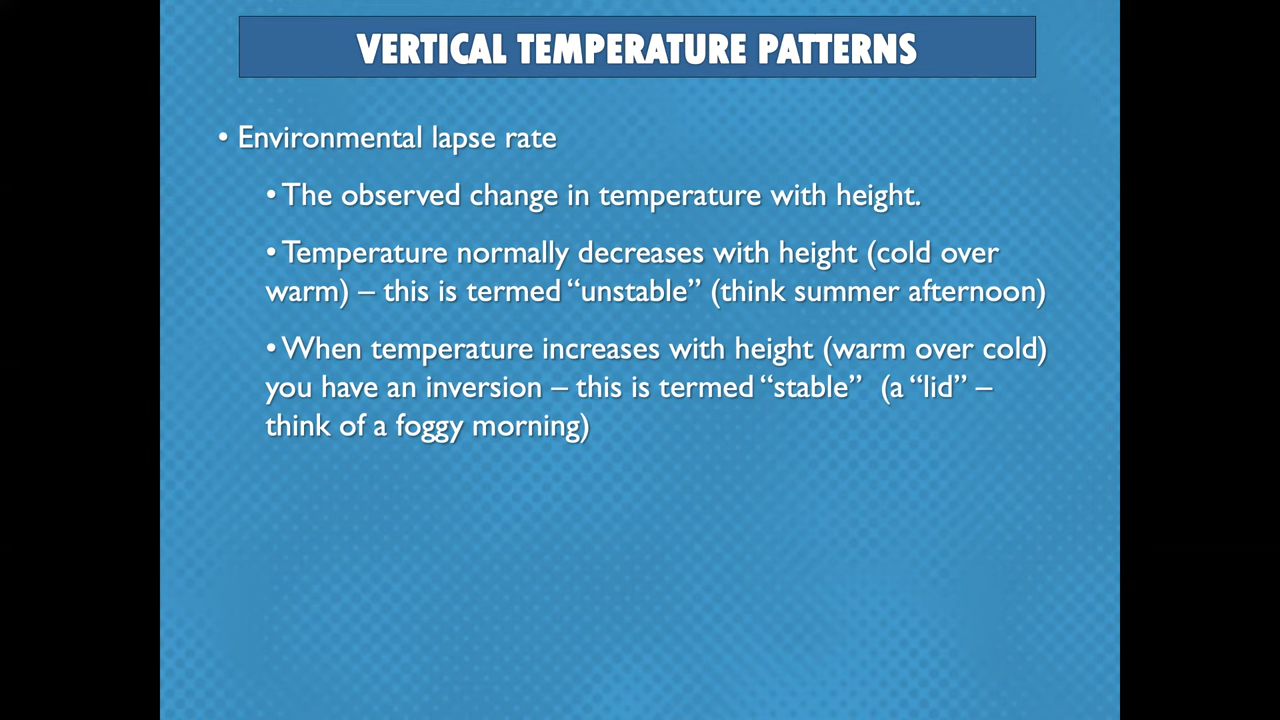 VERTICAL TEMPERATURE PATTERNS
• Environmental lapse rate
• The observed change in temperature with height.
• Temperature normally decreases with height (cold over
warm) – this is termed “unstable” (think summer afternoon)
• When temperature increases with height (warm over cold)
you have an inversion – this is termed “stable”  (a “lid” –
think of a foggy morning)